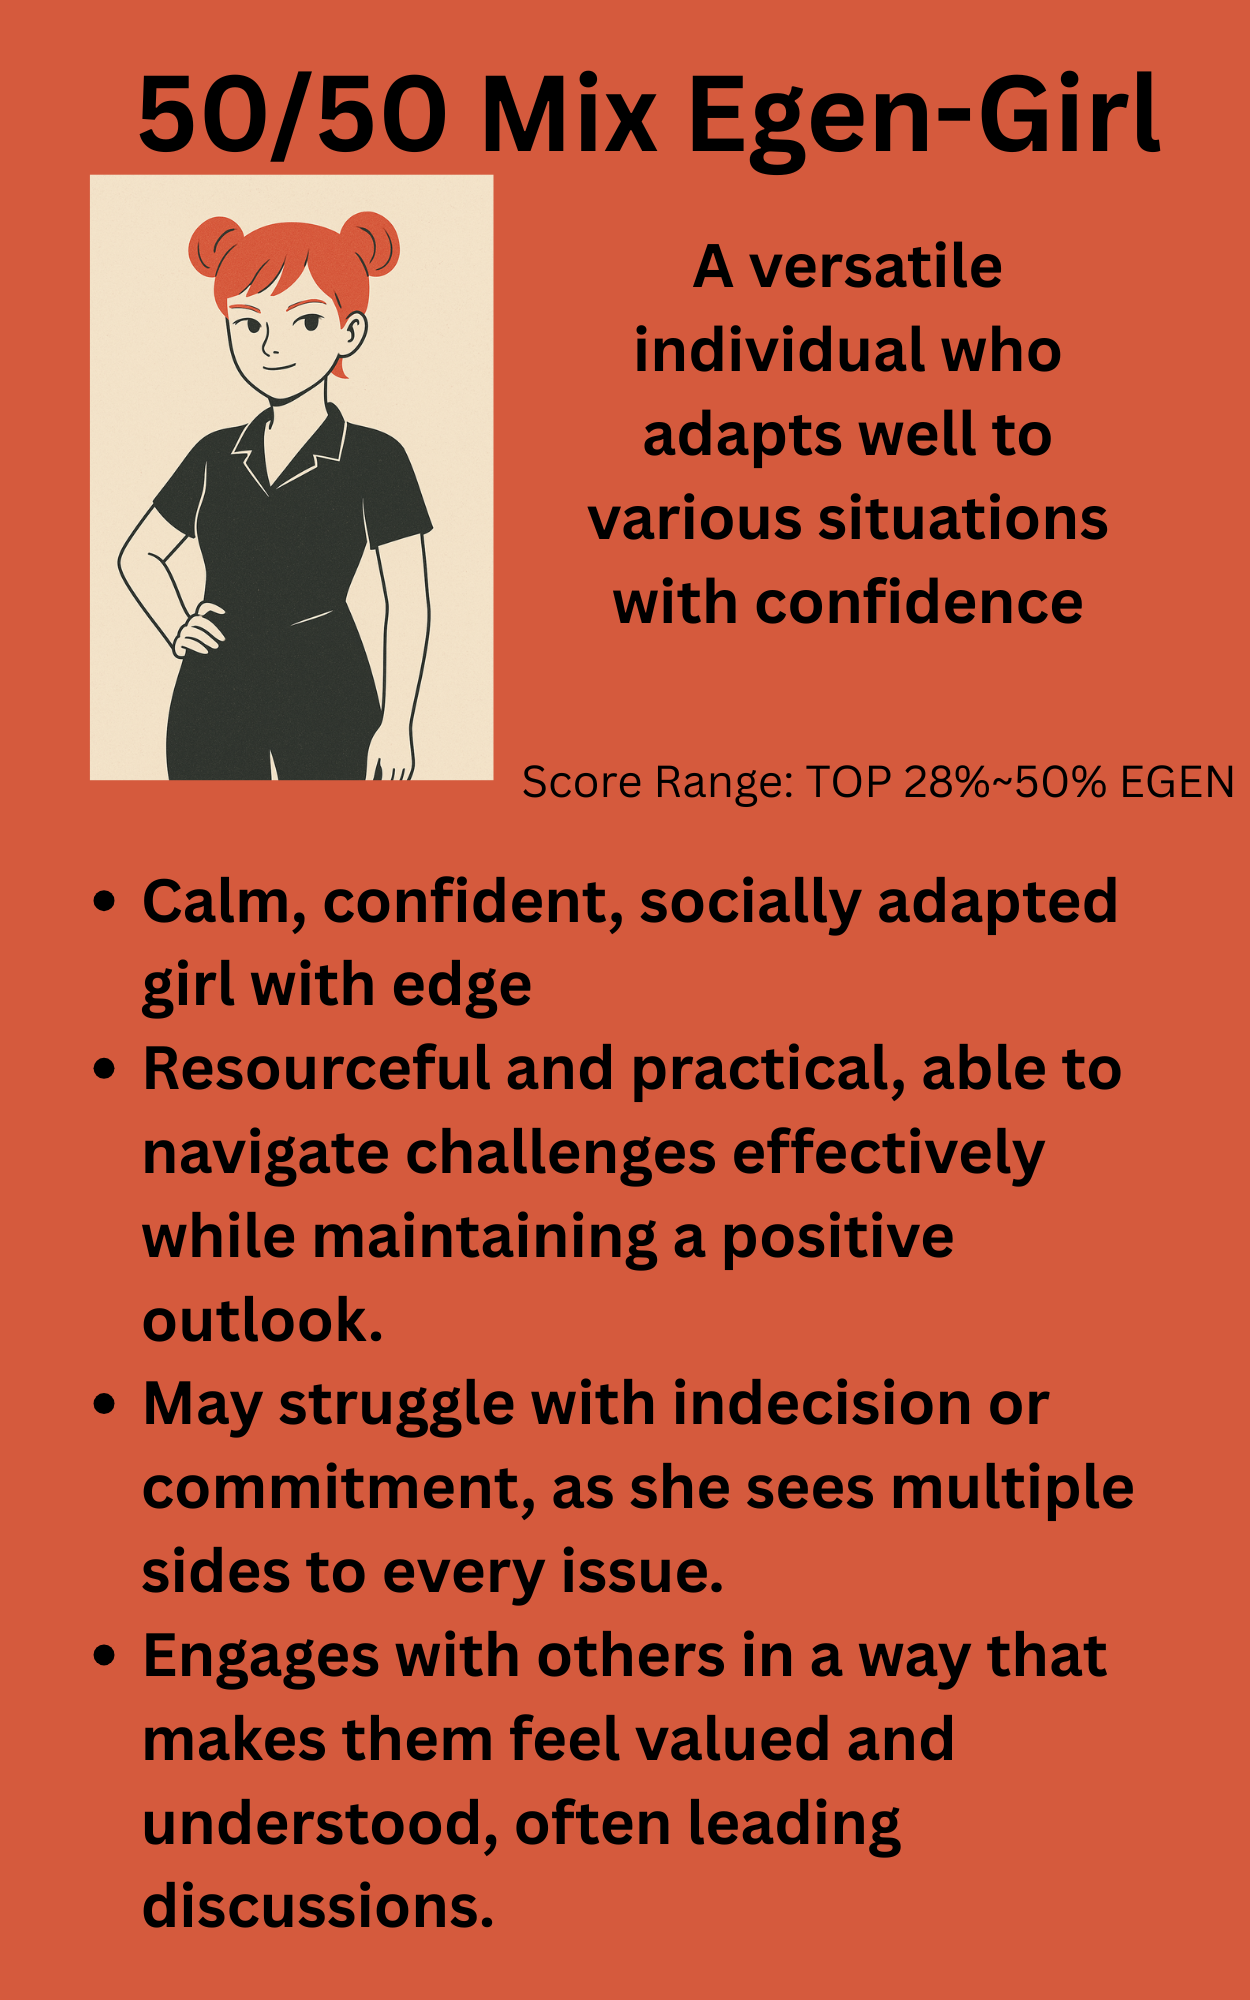 50/50 Mix Egen-Girl
A versatile
individual who
adapts well to
various situations
with confidence
Score Range: TOP 28%~50% EGEN
• Calm, confident, socially adapted
girl with edge
• Resourceful and practical, able to
navigate challenges effectively
while maintaining a positive
outlook.
• May struggle with indecision or
commitment, as she sees multiple
sides to every issue.
• Engages with others in a way that
makes them feel valued and
understood, often leading
discussions.